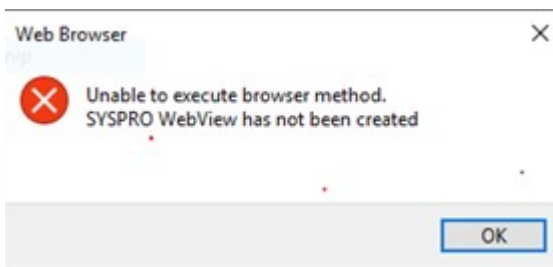 Web Browser
Unable to execute browser method.
SYSPRO WebView has not been created
OK